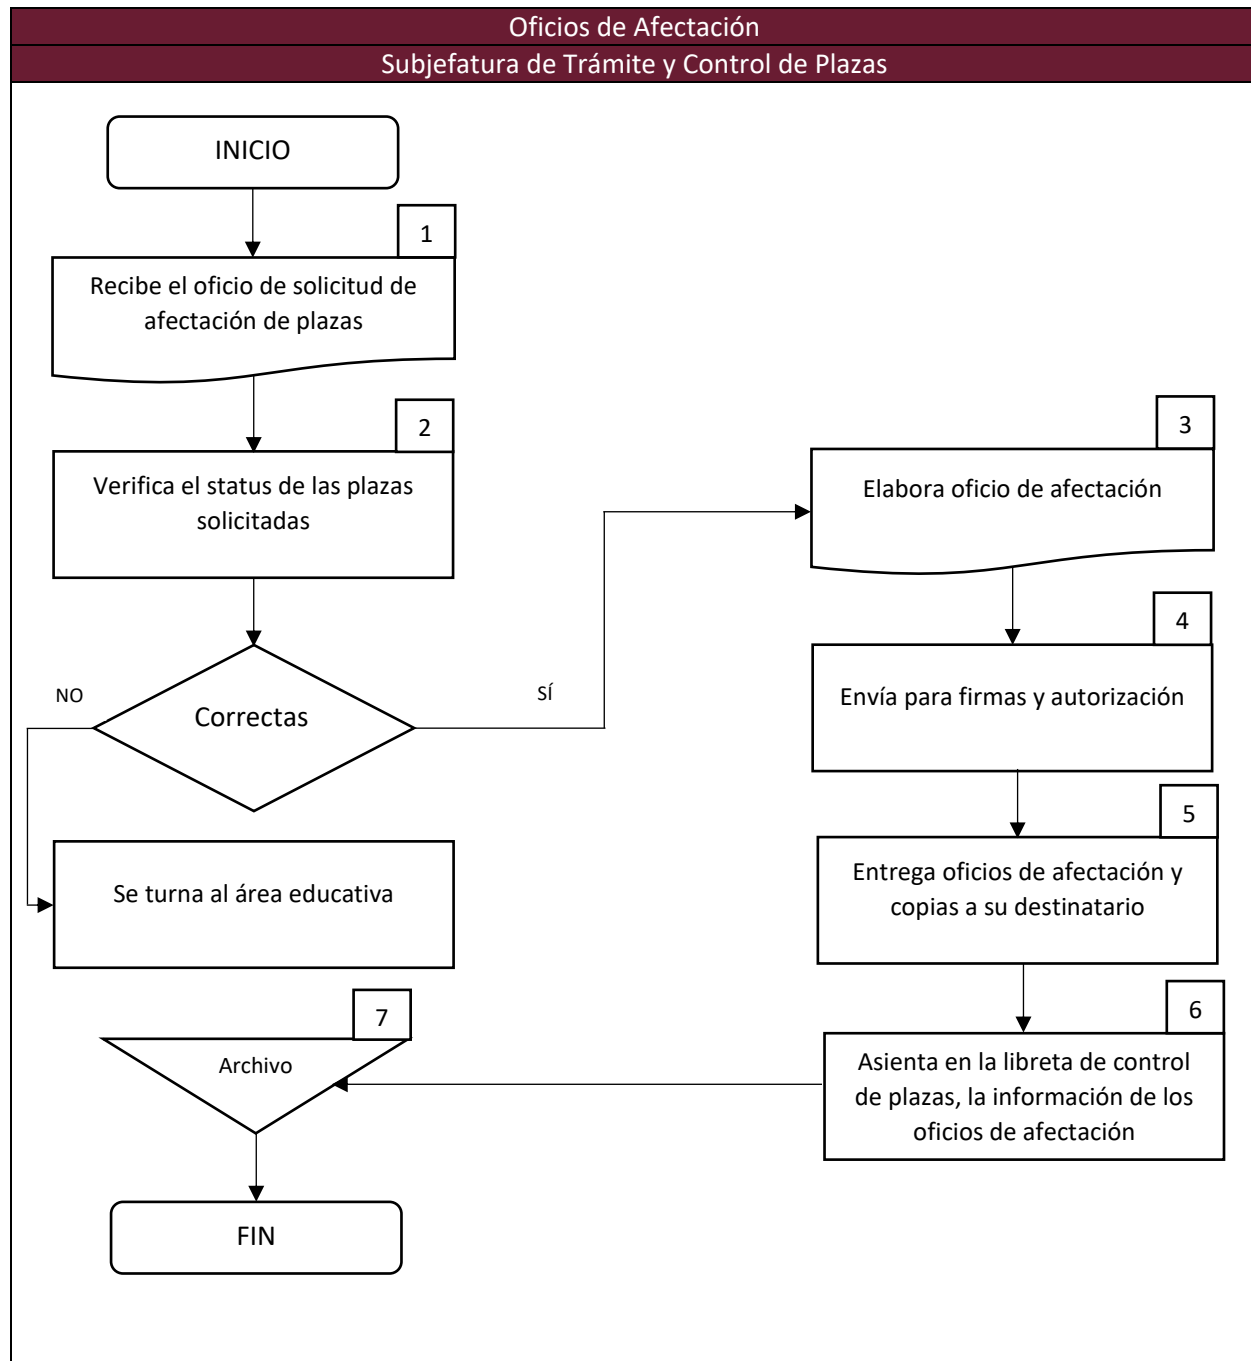 Oficios de Afectación
Subjefatura de Trámite y Control de Plazas
INICIO
1
Recibe el oficio de solicitud de
afectación de plazas
2
Verifica el status de las plazas
solicitadas
NO
Correctas
SÍ
Se turna al área educativa
3
Elabora oficio de afectación
4
Envía para firmas y autorización
5
Entrega oficios de afectación y
copias a su destinatario
6
Asienta en la libreta de control
de plazas, la información de los
oficios de afectación
7
Archivo
FIN